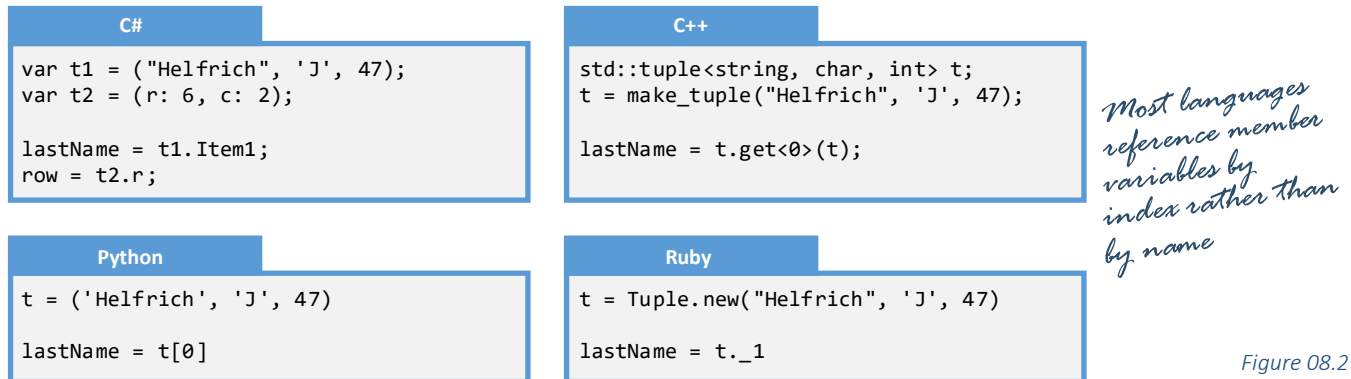 C#
var t1 = ("Helfrich", 'J', 47);
var t2 = (r: 6, c: 2);
lastName = t1.Item1;
row = t2.r;
C++
std::tuple<string, char, int> t;
t = make_tuple("Helfrich", 'J', 47);
lastName = t.get<0>(t);
Most languages
reference member
variables by
index rather than
by name
Python
t = ('Helfrich', 'J', 47)
lastName = t[0]
Ruby
t = Tuple.new("Helfrich", 'J', 47)
lastName = t._1
Figure 08.2